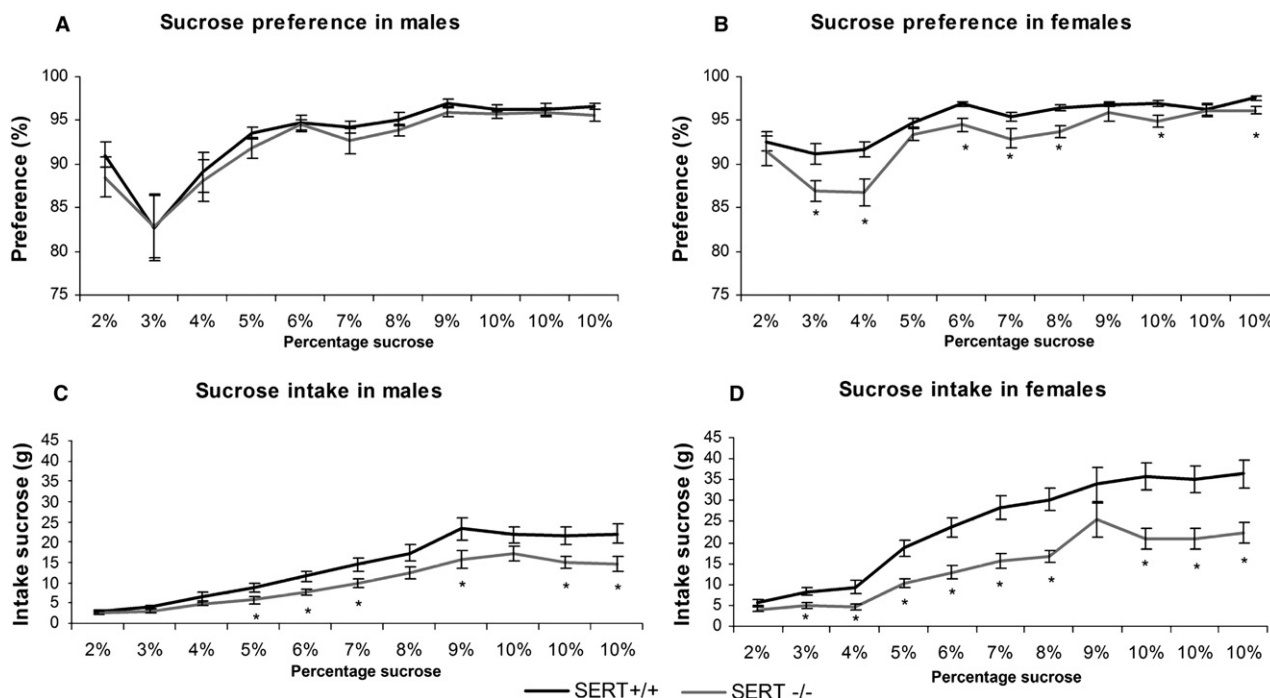 A Sucrose preference in males
Preference (%)
100
95
90
85
80
75
2% 3% 4% 5% 6% 7% 8% 9% 10% 10% 10%
Percentage sucrose
B Sucrose preference in females
Preference (%)
100
95
90
85
80
75
* * * * * * *
2% 3% 4% 5% 6% 7% 8% 9% 10% 10% 10%
Percentage sucrose
C Sucrose intake in males
Intake sucrose (g)
45
40
35
30
25
20
15
10
5
0
* * * * * *
2% 3% 4% 5% 6% 7% 8% 9% 10% 10% 10%
Percentage sucrose
D Sucrose intake in females
Intake sucrose (g)
45
40
35
30
25
20
15
10
5
0
* * * * * * * * *
2% 3% 4% 5% 6% 7% 8% 9% 10% 10% 10%
Percentage sucrose
SERT+/+ SERT -/-